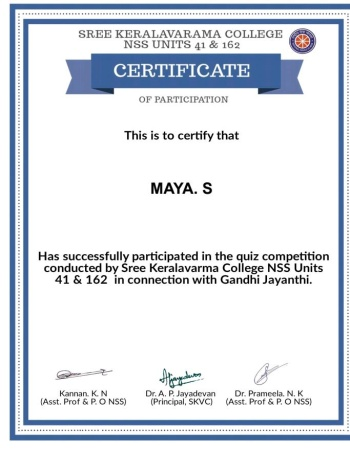 SREE KERALAVARAMA COLLEGE
NSS UNITS 41 & 162
CERTIFICATE
OF PARTICIPATION
This is to certify that
MAYA. S
Has successfully participated in the quiz competition
conducted by Sree Keralavarma College NSS Units
41 & 162 in connection with Gandhi Jayanthi.
Kannan. K. N
(Asst. Prof & P. O NSS)
Dr. A. P. Jayadevan
(Principal, SKVC)
Dr. Prameela. N. K
(Asst. Prof & P. O NSS)